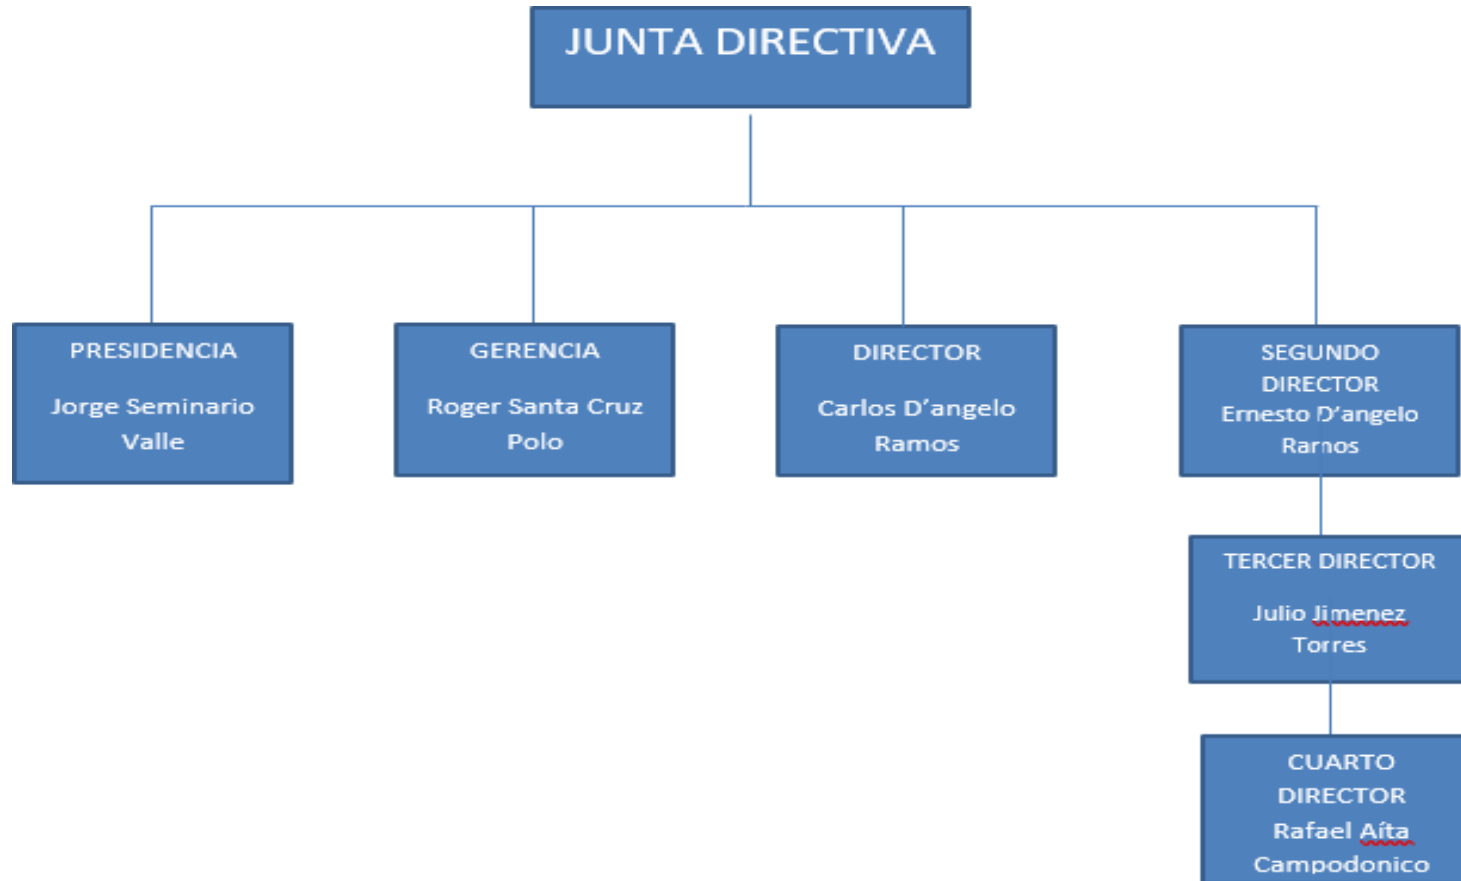 JUNTA DIRECTIVA
PRESIDENCIA
Jorge Seminario
Valle
GERENCIA
Roger Santa Cruz
Polo
DIRECTOR
Carlos D’angelo
Ramos
SEGUNDO
DIRECTOR
Ernesto D’angelo
Ramos
TERCER DIRECTOR
Julio Jimenez
Torres
CUARTO
DIRECTOR
Rafael Aíta
Campodonico